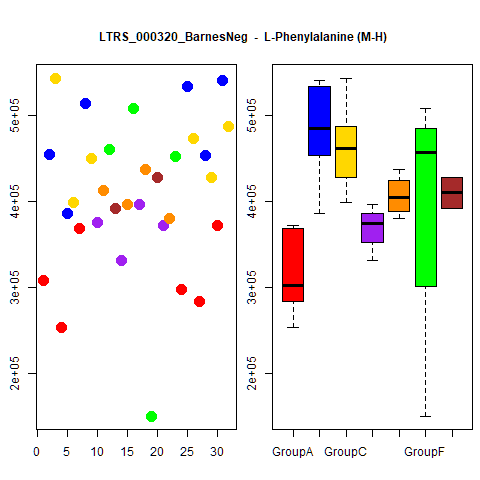 LTRS_000320_BarnesNeg - L-Phenylalanine (M-H)
5e+05
4e+05
3e+05
2e+05
0 5 10 15 20 25 30
5e+05
4e+05
3e+05
2e+05
GroupA GroupC GroupF